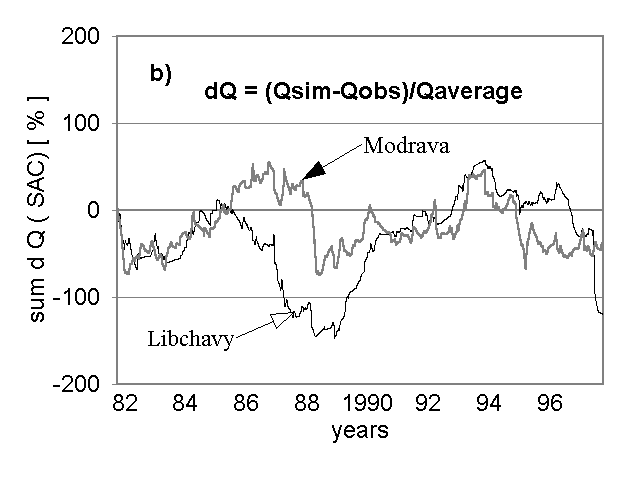 200
b)
dQ = (Qsim-Qobs)/Qaverage
100
Modrava
0
sum d Q ( SAC) [ % ]
-100
Libchavy
-200
82 84 86 88 1990 92 94 96
years